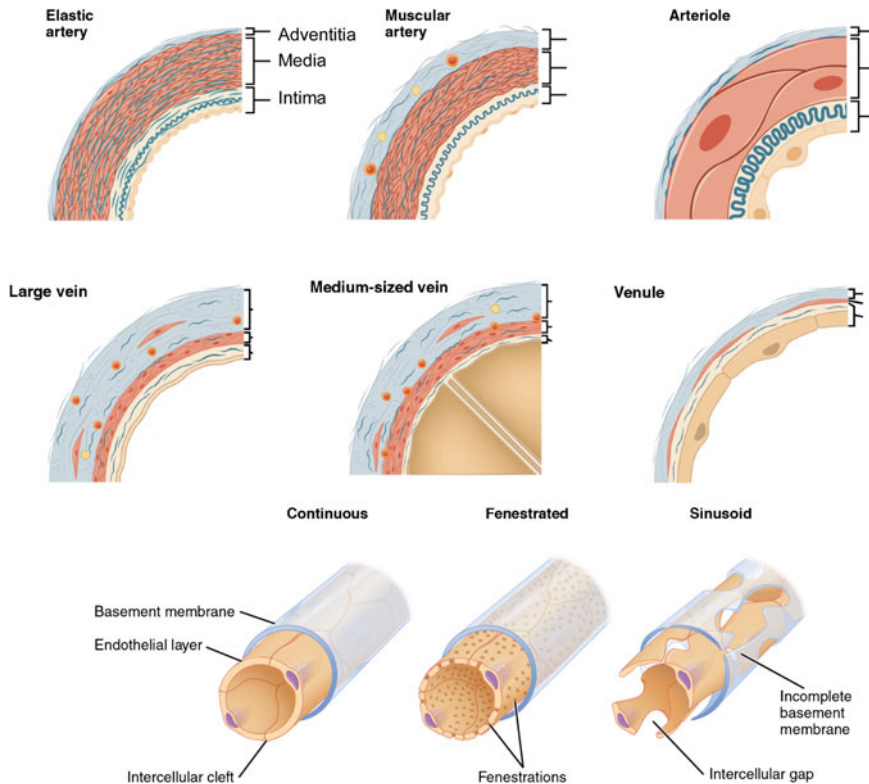 Elastic
artery
Adventitia
Media
Intima
Muscular
artery
Arteriole
Large vein
Medium-sized vein
Venule
Continuous
Fenestrated
Sinusoid
Basement membrane
Endothelial layer
Intercellular cleft
Fenestrations
Incomplete
basement
membrane
Intercellular gap